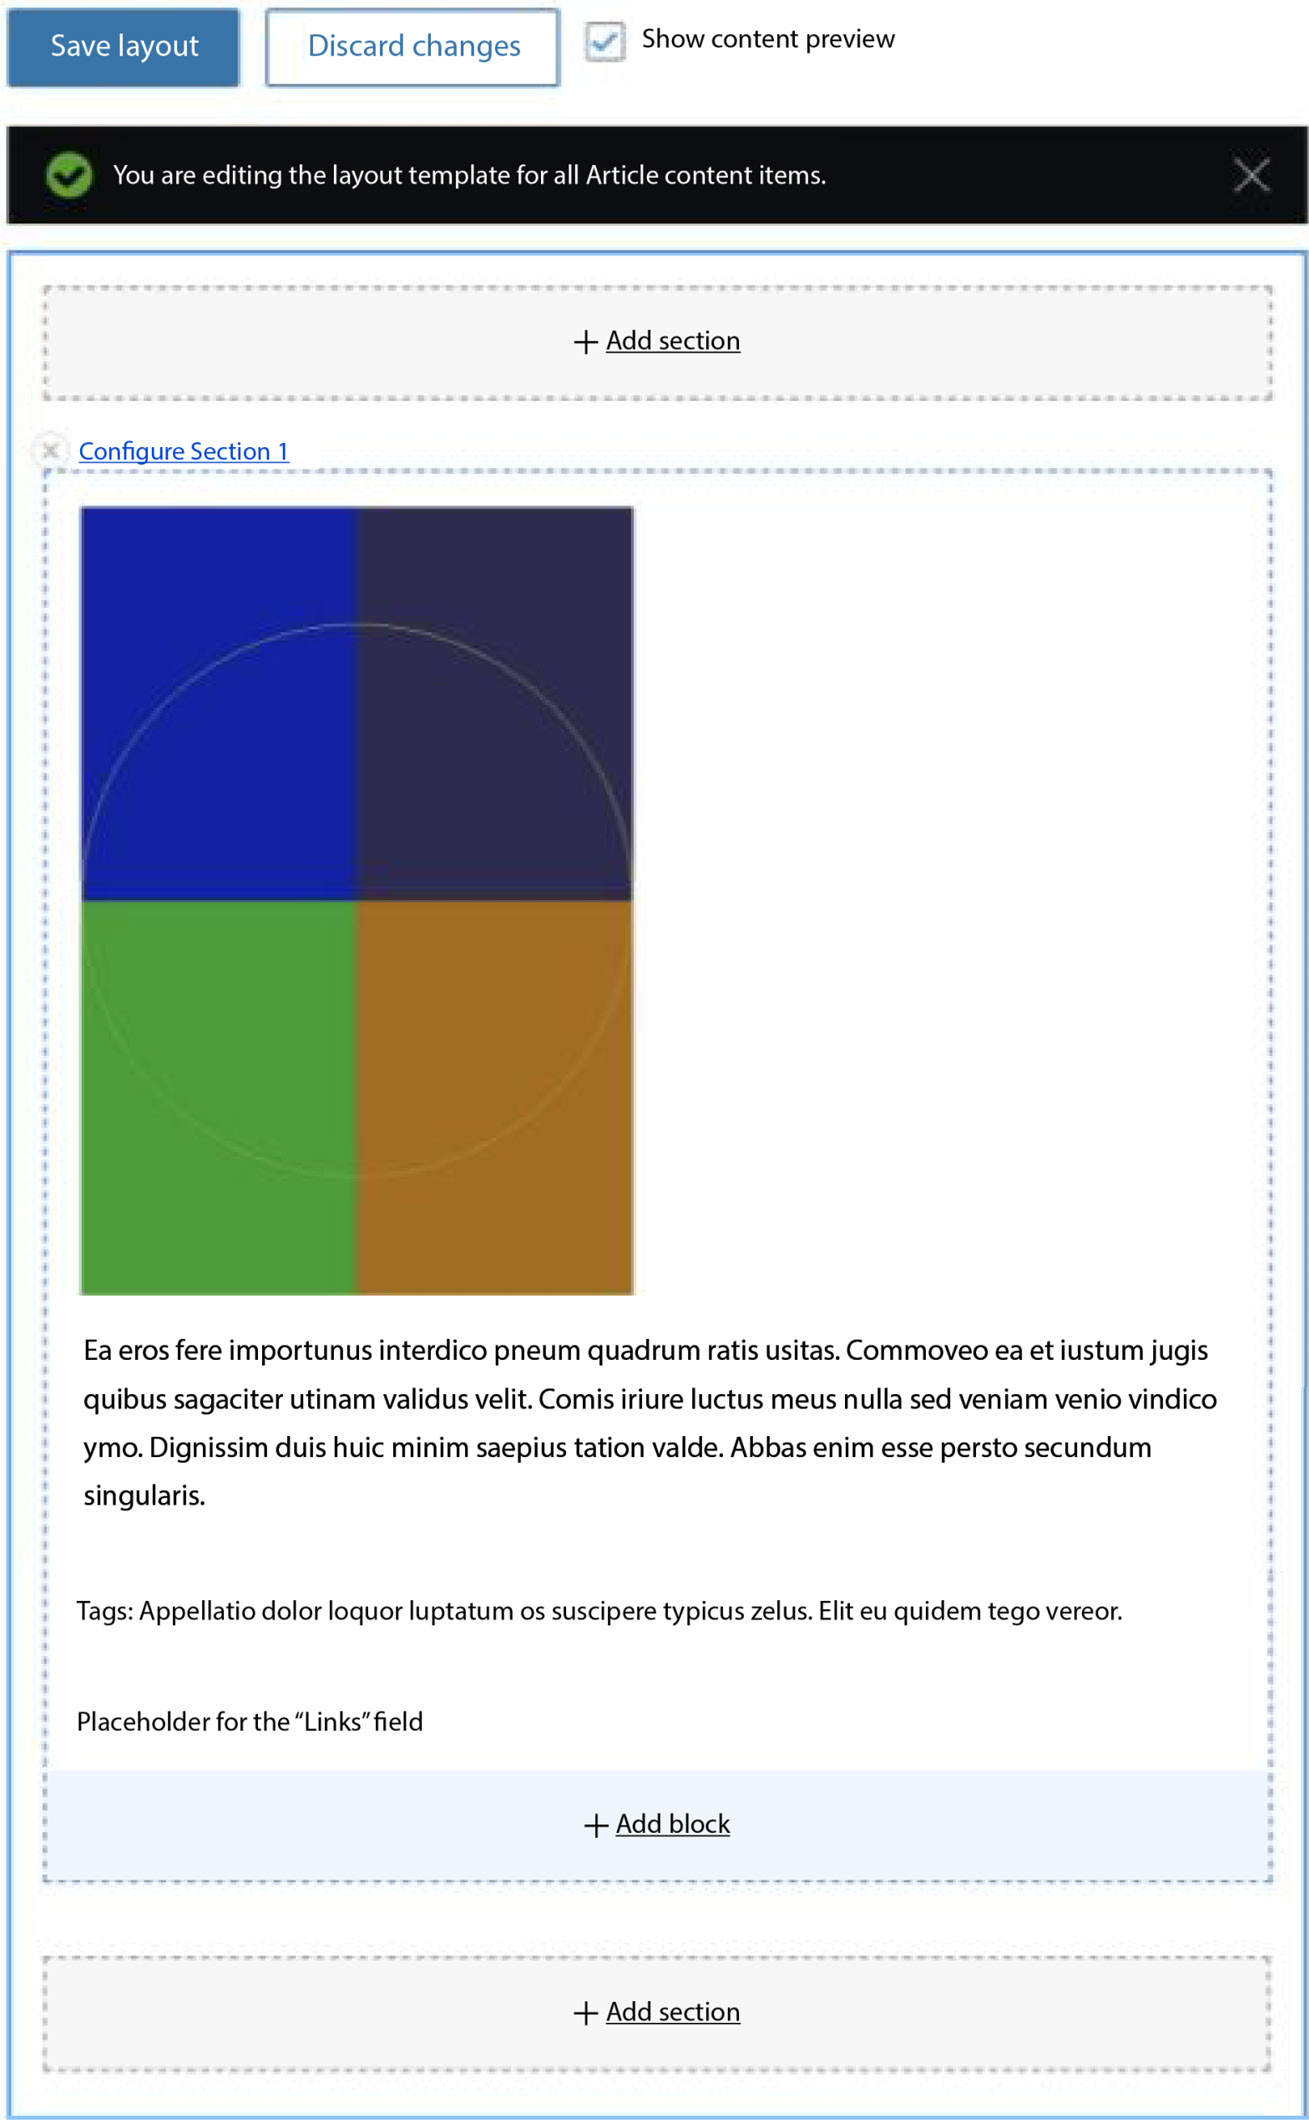 Save layout
Discard changes
Show content preview
You are editing the layout template for all Article content items.
+ Add section
Configure Section 1
Ea eros fere importunus interdico pneum quadrum ratis usitas. Commoveo ea et iustum jugis
quibus sagaciter utinam validus velit. Comis iriure luctus meus nulla sed veniam venio vindico
ymo. Dignissim duis huic minim saepius tation valde. Abbas enim esse persto secundum
singularis.
Tags: Appellatio dolor loquor luptatum os suscipere typicus zelus. Elit eu quidem tego vereor.
Placeholder for the “Links” field
+ Add block
+ Add section